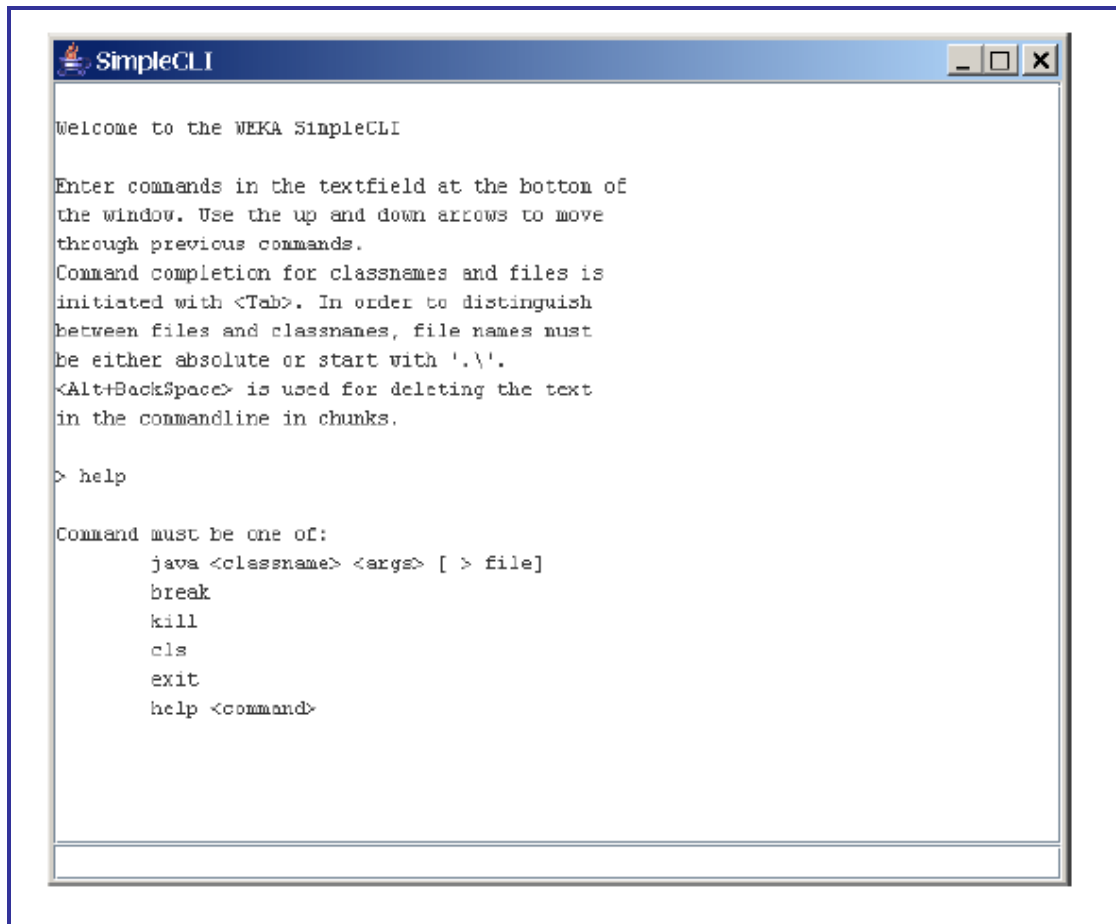 SimpleCLI
Welcome to the WEKA SimpleCLI
Enter commands in the textfield at the bottom of
the window. Use the up and down arrows to move
through previous commands.
Command completion for classnames and files is
initiated with <Tab>. In order to distinguish
between files and classnames, file names must
be either absolute or start with '.\'.
<Alt+BackSpace> is used for deleting the text
in the commandline in chunks.
> help
Command must be one of:
java <classname> <args> [ > file]
break
kill
cls
exit
help <command>